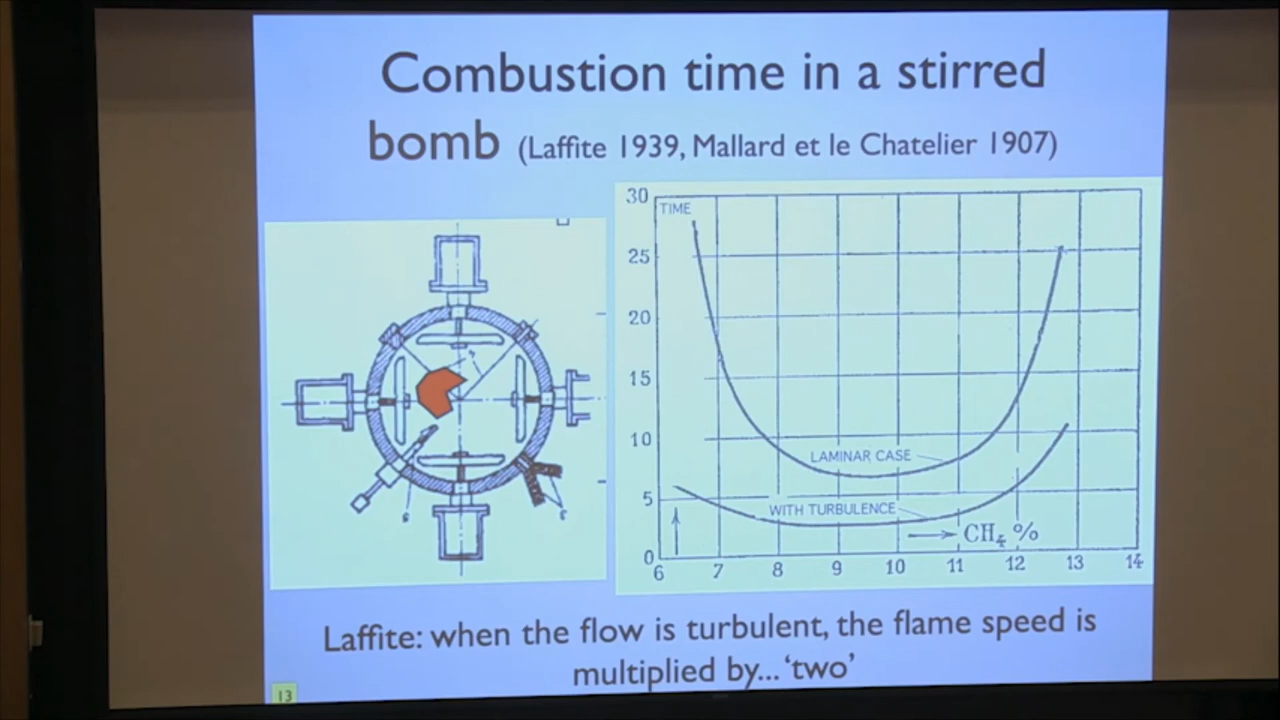 Combustion time in a stirred
bomb (Laffite 1939, Mallard et le Chatelier 1907)
30
TIME
25
20
15
10
LAMINAR CASE
5
WITH TURBULENCE
CH4 %
0
6 7 8 9 10 11 12 13 14
Laffite: when the flow is turbulent, the flame speed is
multiplied by... ‘two’
13